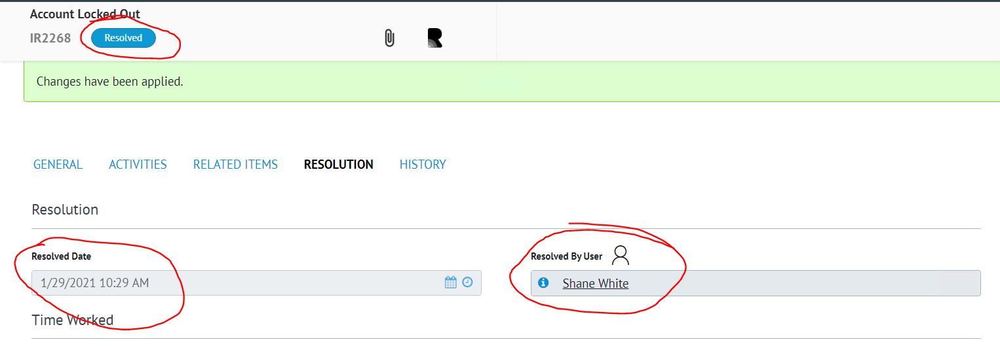 Account Locked Out
IR2268 Resolved
Changes have been applied.
GENERAL ACTIVITIES RELATED ITEMS RESOLUTION HISTORY
Resolution
Resolved Date Resolved By User
1/29/2021 10:29 AM Shane White
Time Worked